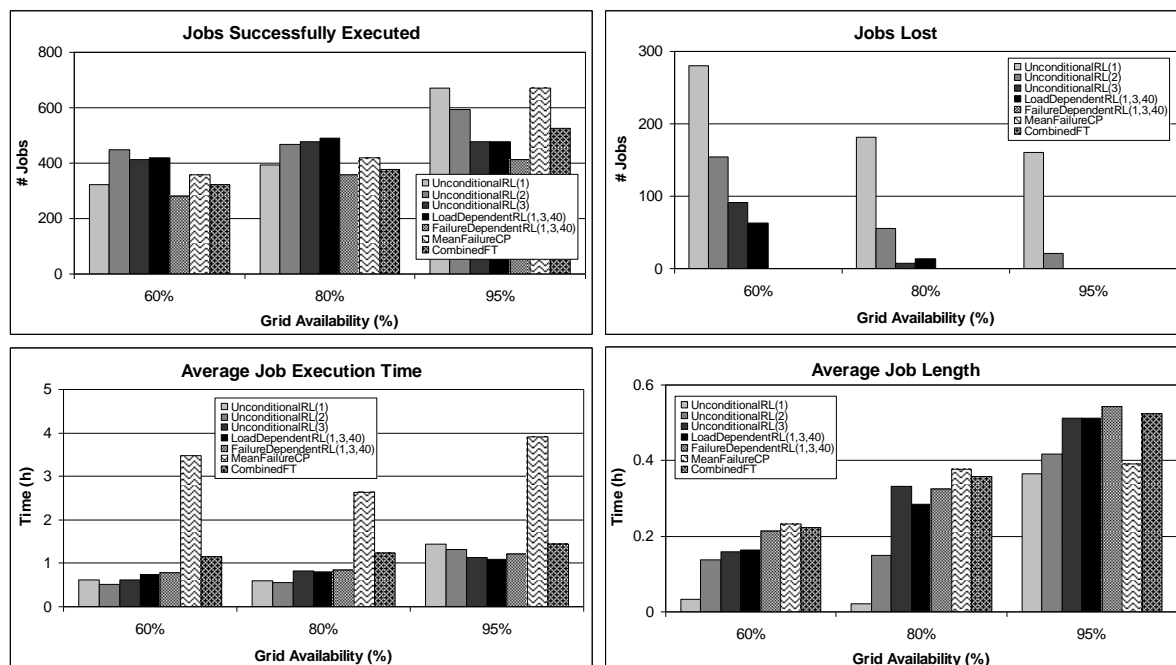 Jobs Successfully Executed
800
600
400
200
0
# Jobs
60%
80%
95%
Grid Availability (%)
UnconditionalRL(1)
UnconditionalRL(2)
UnconditionalRL(3)
LoadDependentRL(1,3,40)
FailureDependentRL(1,3,40)
MeanFailureCP
CombinedFT
Jobs Lost
300
200
100
0
# Jobs
60%
80%
95%
Grid Availability (%)
UnconditionalRL(1)
UnconditionalRL(2)
UnconditionalRL(3)
LoadDependentRL(1,3,40)
FailureDependentRL(1,3,40)
MeanFailureCP
CombinedFT
Average Job Execution Time
5
4
3
2
1
0
Time (h)
60%
80%
95%
Grid Availability (%)
UnconditionalRL(1)
UnconditionalRL(2)
UnconditionalRL(3)
LoadDependentRL(1,3,40)
FailureDependentRL(1,3,40)
MeanFailureCP
CombinedFT
Average Job Length
0.6
0.4
0.2
0
Time (h)
60%
80%
95%
Grid Availability (%)
UnconditionalRL(1)
UnconditionalRL(2)
UnconditionalRL(3)
LoadDependentRL(1,3,40)
FailureDependentRL(1,3,40)
MeanFailureCP
CombinedFT